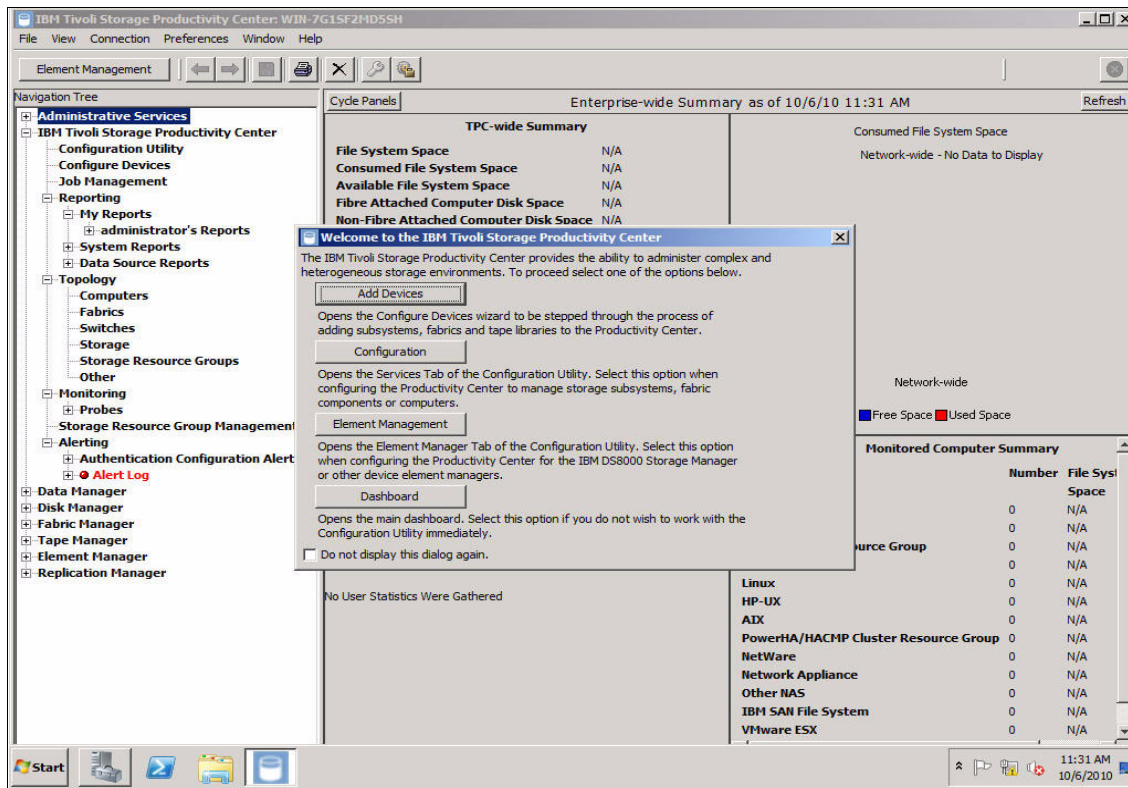 IBM Tivoli Storage Productivity Center: WIN-7G1SF2MD5SH
File View Connection Preferences Window Help
Element Management
Navigation Tree
Administrative Services
IBM Tivoli Storage Productivity Center
Configuration Utility
Configure Devices
Job Management
Reporting
My Reports
administrator's Reports
System Reports
Data Source Reports
Topology
Computers
Fabrics
Switches
Storage
Storage Resource Groups
Other
Monitoring
Probes
Storage Resource Group Management
Alerting
Authentication Configuration Alert
Alert Log
Data Manager
Disk Manager
Fabric Manager
Tape Manager
Element Manager
Replication Manager
Cycle Panels
Enterprise-wide Summary as of 10/6/10 11:31 AM
Refresh
TPC-wide Summary
File System Space N/A
Consumed File System Space N/A
Available File System Space N/A
Fibre Attached Computer Disk Space N/A
Non-Fibre Attached Computer Disk Space N/A
Consumed File System Space
Network-wide - No Data to Display
Network-wide
Free Space Used Space
Welcome to the IBM Tivoli Storage Productivity Center
The IBM Tivoli Storage Productivity Center provides the ability to administer complex and
heterogeneous storage environments. To proceed select one of the options below.
Add Devices
Opens the Configure Devices wizard to be stepped through the process of
adding subsystems, fabrics and tape libraries to the Productivity Center.
Configuration
Opens the Services Tab of the Configuration Utility. Select this option when
configuring the Productivity Center to manage storage subsystems, fabric
components or computers.
Element Management
Opens the Element Manager Tab of the Configuration Utility. Select this option
when configuring the Productivity Center for the IBM DS8000 Storage Manager
or other device element managers.
Dashboard
Opens the main dashboard. Select this option if you do not wish to work with the
Configuration Utility immediately.
Do not display this dialog again.
No User Statistics Were Gathered
Monitored Computer Summary
Number File Syst
Space
0 N/A
0 N/A
Group 0 N/A
0 N/A
Linux 0 N/A
HP-UX 0 N/A
AIX 0 N/A
PowerHA/HACMP Cluster Resource Group 0 N/A
NetWare 0 N/A
Network Appliance 0 N/A
Other NAS 0 N/A
IBM SAN File System 0 N/A
VMware ESX 0 N/A
Start
11:31 AM
10/6/2010